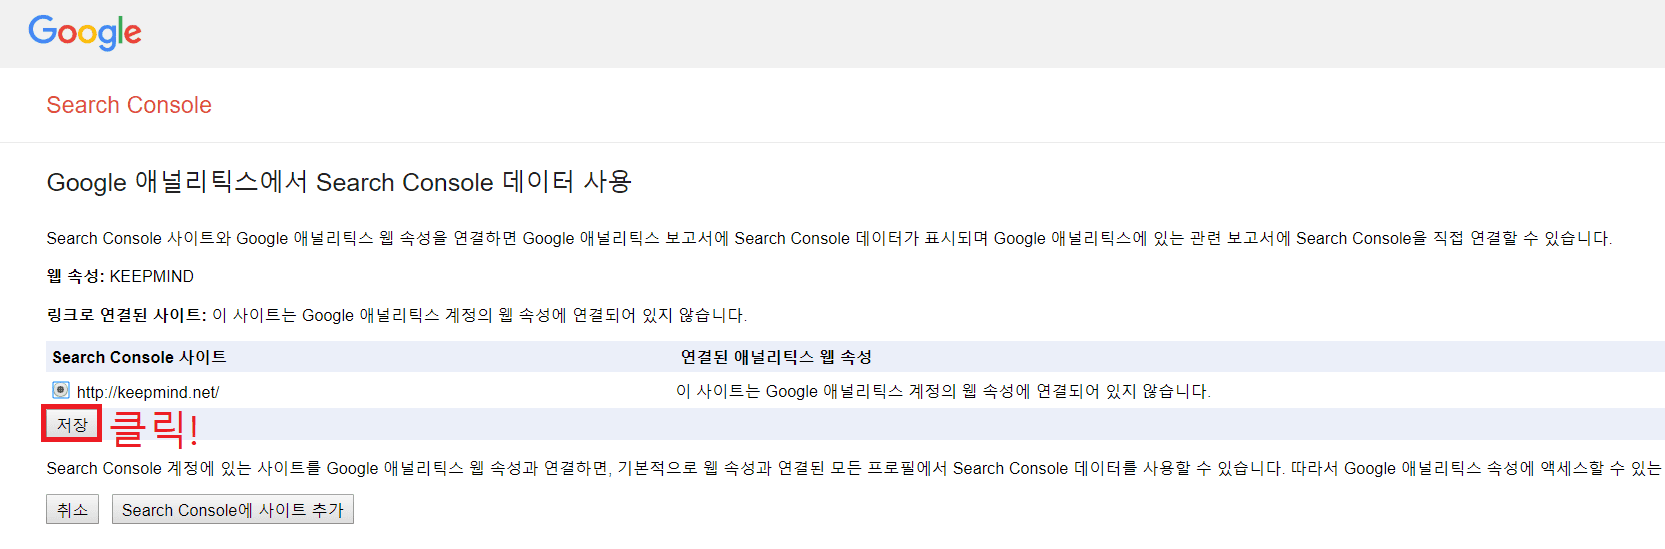 Google
Search Console
Google 애널리틱스에서 Search Console 데이터 사용
Search Console 사이트와 Google 애널리틱스 웹 속성을 연결하면 Google 애널리틱스 보고서에 Search Console 데이터가 표시되며 Google 애널리틱스에 있는 관련 보고서에 Search Console을 직접 연결할 수 있습니다.
웹 속성: KEEPMIND
링크로 연결된 사이트: 이 사이트는 Google 애널리틱스 계정의 웹 속성에 연결되어 있지 않습니다.
Search Console 사이트 연결된 애널리틱스 웹 속성
http://keepmind.net/ 이 사이트는 Google 애널리틱스 계정의 웹 속성에 연결되어 있지 않습니다.
저장 클릭!
Search Console 계정에 있는 사이트를 Google 애널리틱스 웹 속성과 연결하면, 기본적으로 웹 속성과 연결된 모든 프로필에서 Search Console 데이터를 사용할 수 있습니다. 따라서 Google 애널리틱스 속성에 액세스할 수 있는
취소 Search Console에 사이트 추가